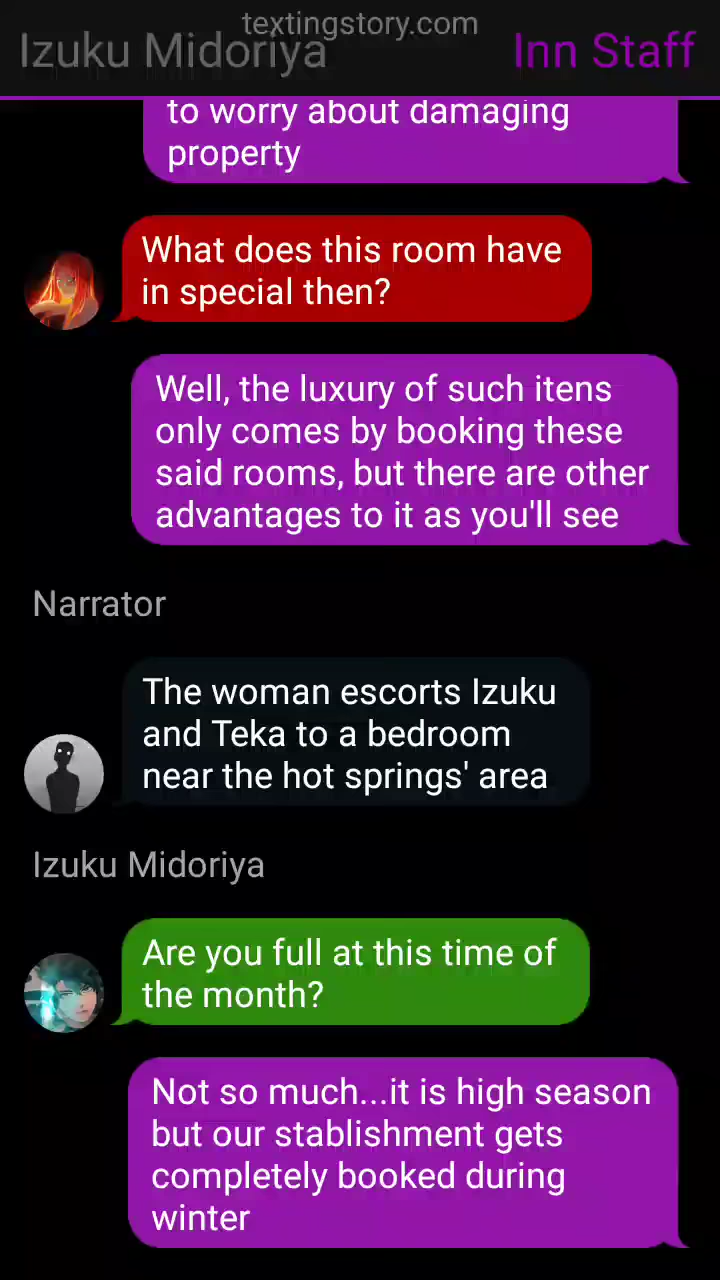 textingstory.com
Izuku Midoriya
Inn Staff
to worry about damaging
property
What does this room have
in special then?
Well, the luxury of such itens
only comes by booking these
said rooms, but there are other
advantages to it as you'll see
Narrator
The woman escorts Izuku
and Teka to a bedroom
near the hot springs' area
Izuku Midoriya
Are you full at this time of
the month?
Not so much...it is high season
but our stablishment gets
completely booked during
winter